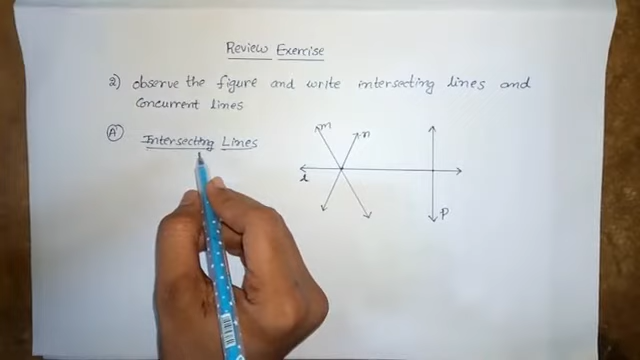 Review Exercise
2) observe the figure and write intersecting lines and
Concurrent lines
A Intersecting Lines
m
n
l
p